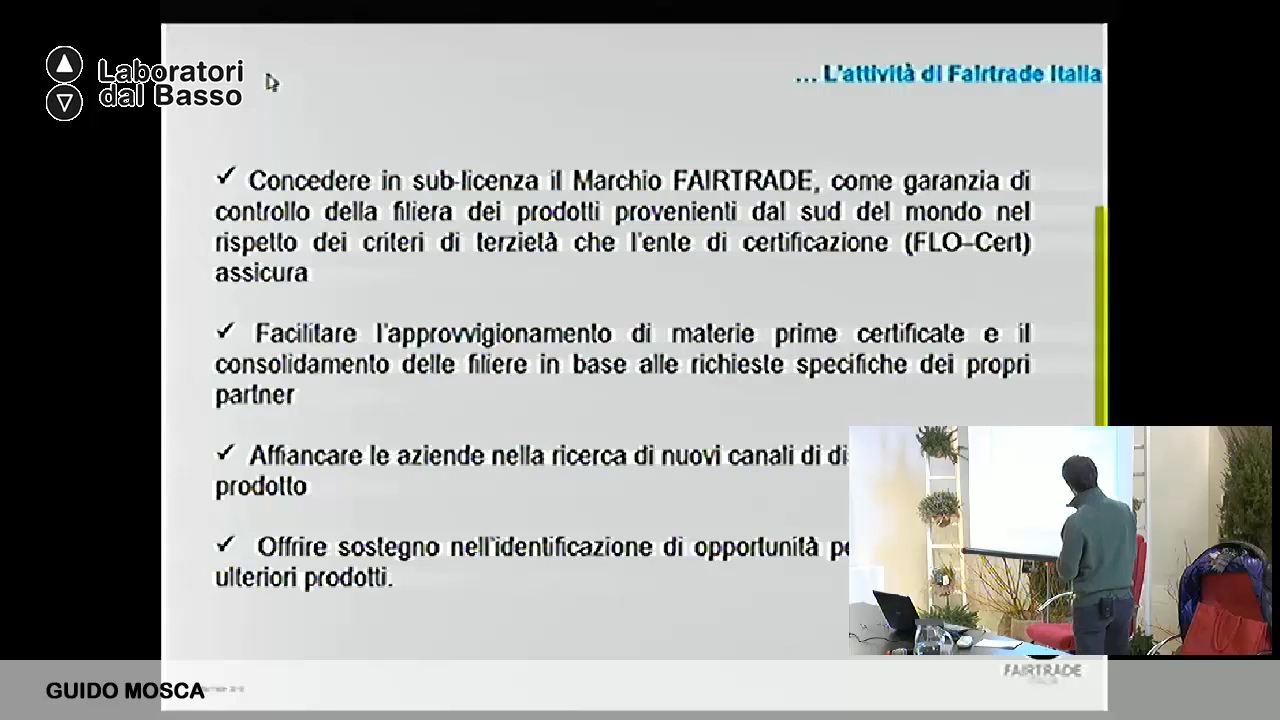 Laboratori
dal Basso
... L'attività di Fairtrade Italia
✓ Concedere in sub-licenza il Marchio FAIRTRADE, come garanzia di
controllo della filiera dei prodotti provenienti dal sud del mondo nel
rispetto dei criteri di terzietà che l'ente di certificazione (FLO–Cert)
assicura
✓ Facilitare l'approvvigionamento di materie prime certificate e il
consolidamento delle filiere in base alle richieste specifiche dei propri
partner
✓ Affiancare le aziende nella ricerca di nuovi canali di
prodotto
✓ Offrire sostegno nell'identificazione di opportunità
ulteriori prodotti.
FAIRTRADE
GUIDO MOSCA